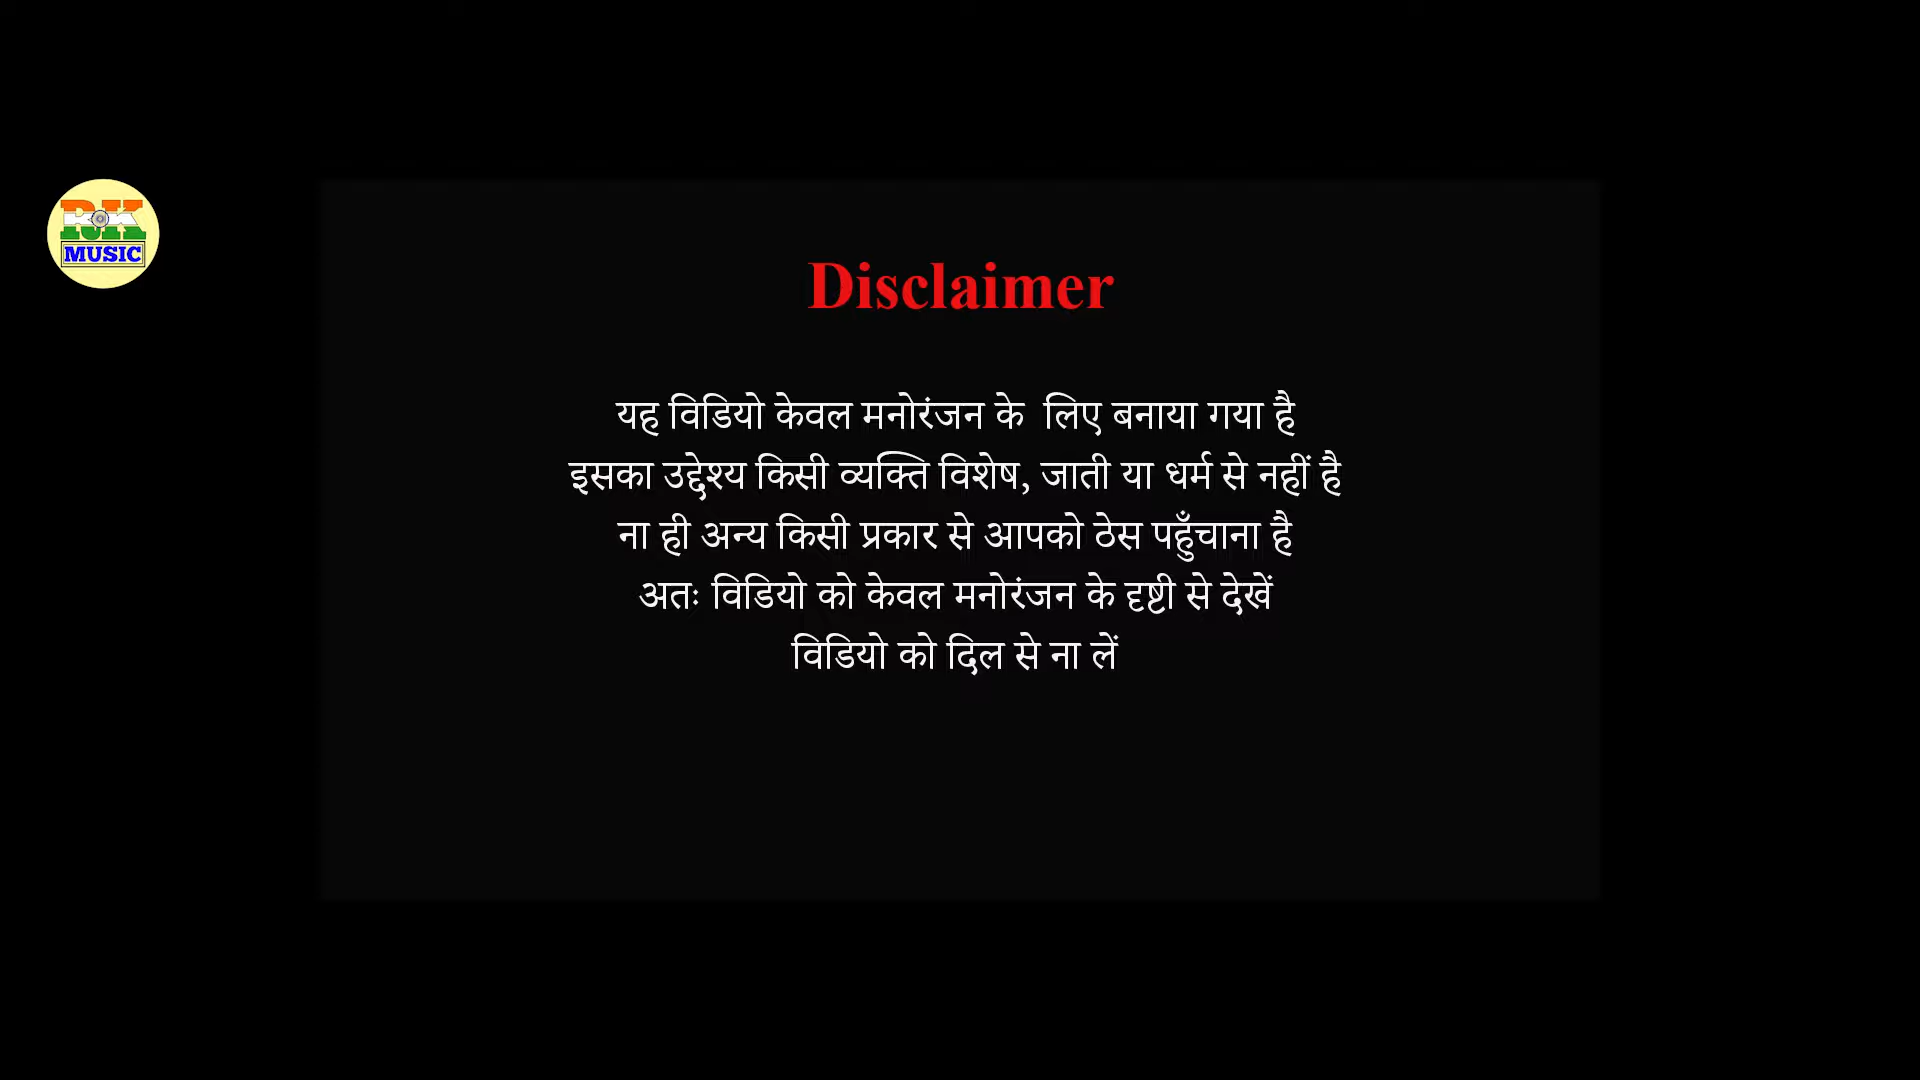 RK
MUSIC
Disclaimer
यह विडियो केवल मनोरंजन के लिए बनाया गया है
इसका उद्देश्य किसी व्यक्ति विशेष, जाती या धर्म से नहीं है
ना ही अन्य किसी प्रकार से आपको ठेस पहुँचाना है
अतः विडियो को केवल मनोरंजन के दृष्टी से देखें
विडियो को दिल से ना लें